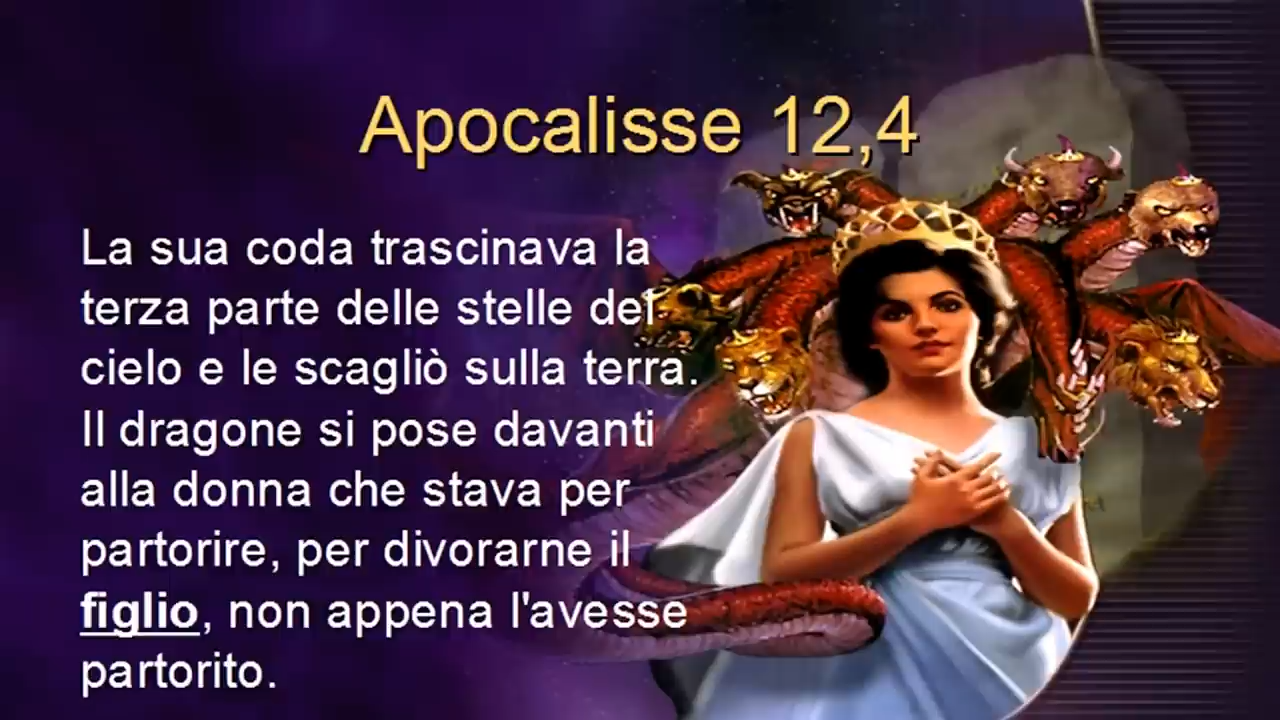 Apocalisse 12,4
La sua coda trascinava la
terza parte delle stelle del
cielo e le scagliò sulla terra.
Il dragone si pose davanti
alla donna che stava per
partorire, per divorarne il
figlio, non appena l'avesse
partorito.